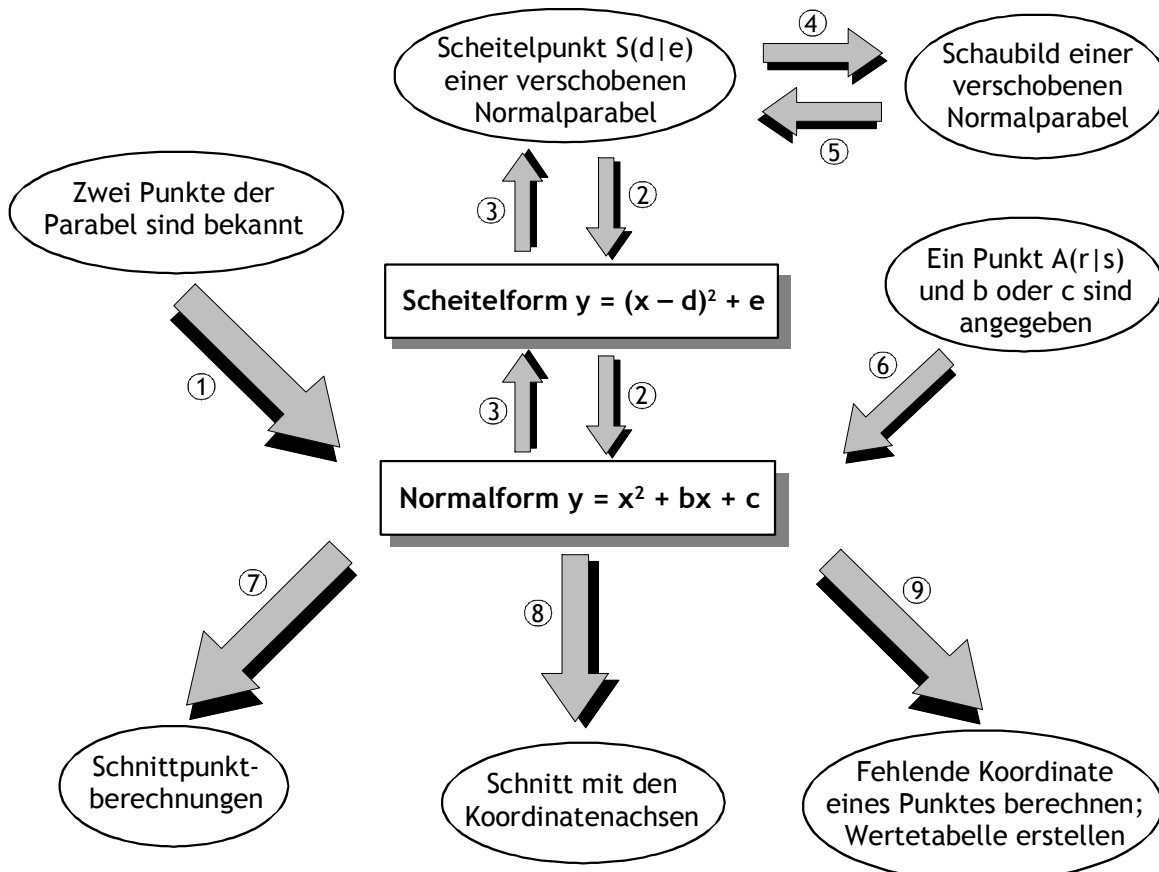 Scheitelpunkt S(d|e)
einer verschobenen
Normalparabel
④
Schaubild einer
verschobenen
Normalparabel
⑤
Zwei Punkte der
Parabel sind bekannt
③
②
Ein Punkt A(r|s)
und b oder c sind
angegeben
Scheitelform y = (x – d)² + e
①
③
②
⑥
Normalform y = x² + bx + c
⑦
⑧
⑨
Schnittpunkt-
berechnungen
Schnitt mit den
Koordinatenachsen
Fehlende Koordinate
eines Punktes berechnen;
Wertetabelle erstellen